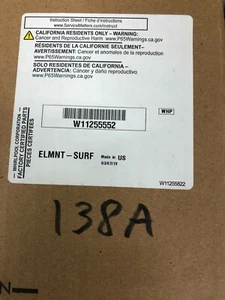 Instruction Sheet / Fiche d'Instructions
www.ServiceMatters.com/instruct
CALIFORNIA RESIDENTS ONLY – WARNING:
Cancer and Reproductive Harm www.P65Warnings.ca.gov
RÉSIDENTS DE LA CALIFORNIE SEULEMENT–
AVERTISSEMENT Cancer et anomalies de la reproduction
www.P65Warnings.ca.gov
SOLO RESIDENTES DE CALIFORNIA –
ADVERTENCIA: Cáncer y daño reproductivo
www.P65Warnings.ca.gov
WHP
W11255552
WHIRLPOOL CORPORATION
FACTORY CERTIFIED PARTS
PIÈCES CERTIFIÉES
ELMNT-SURF
Made in US
W11255822
138A